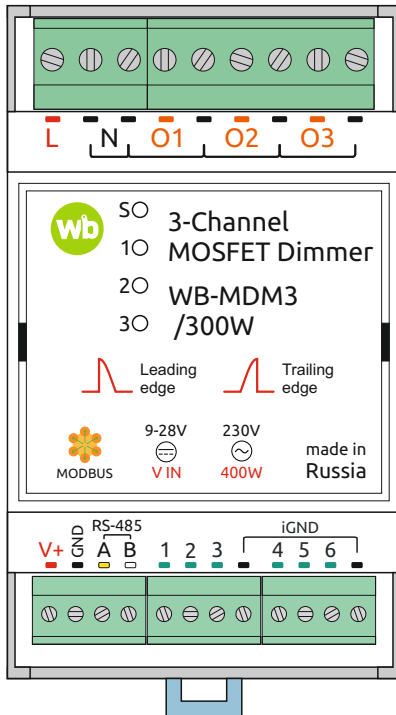 L N O1 O2 O3
Wb
S
1
2
3
3-Channel
MOSFET Dimmer
WB-MDM3
/300W
Leading
edge
Trailing
edge
MODBUS
9-28V
V IN
230V
400W
made in
Russia
RS-485 iGND
V+ GND A B 1 2 3 4 5 6